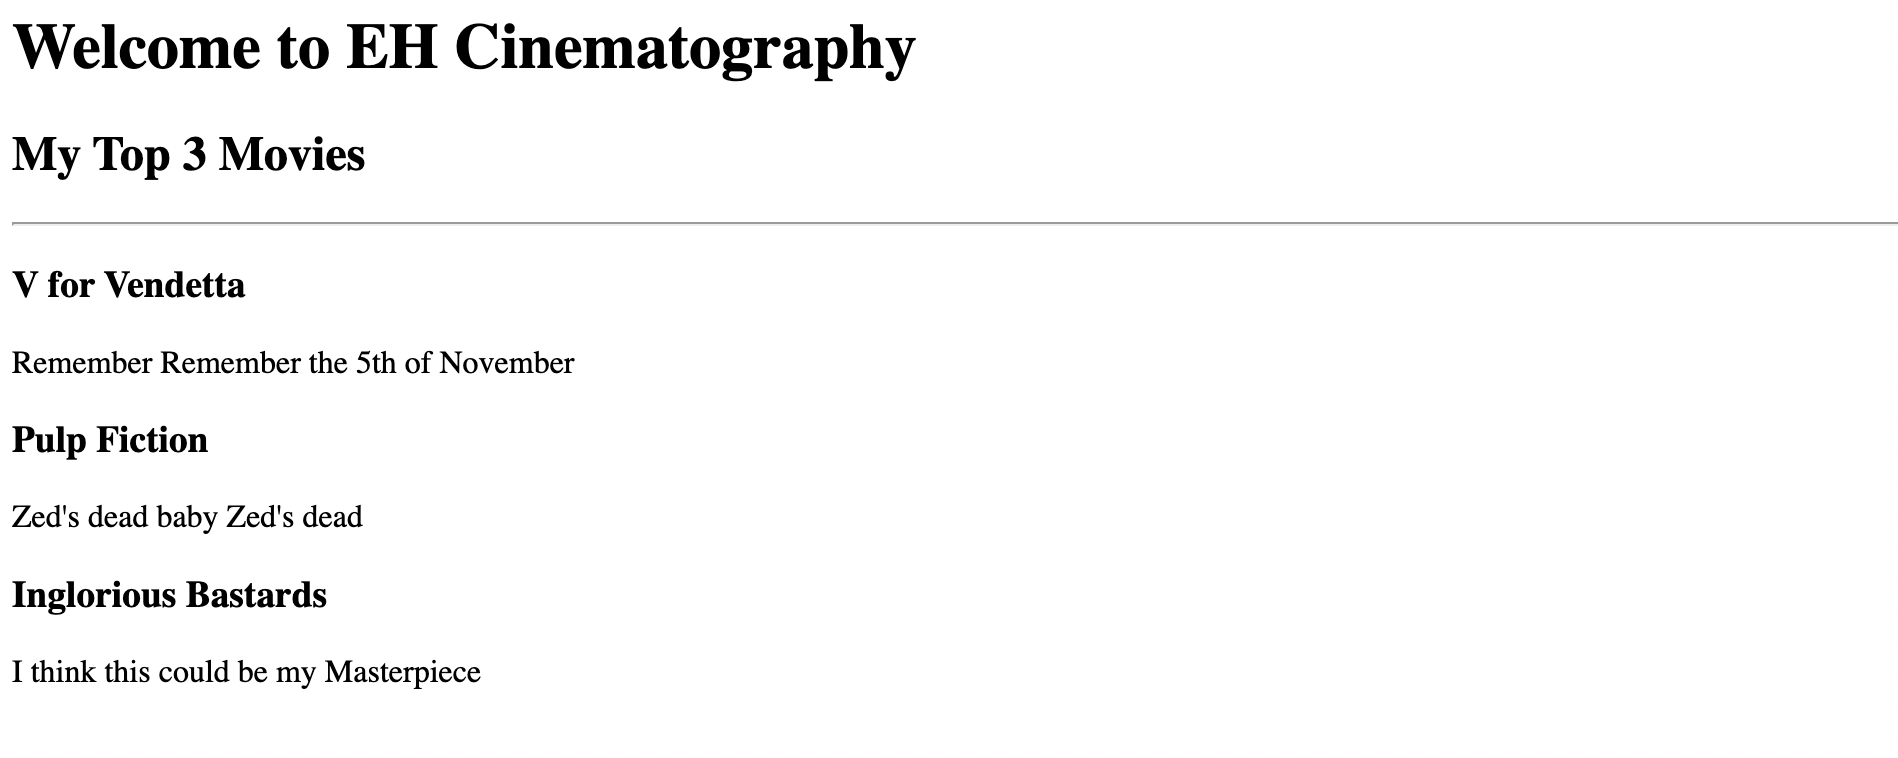 Welcome to EH Cinematography
My Top 3 Movies
V for Vendetta
Remember Remember the 5th of November
Pulp Fiction
Zed's dead baby Zed's dead
Inglorious Bastards
I think this could be my Masterpiece